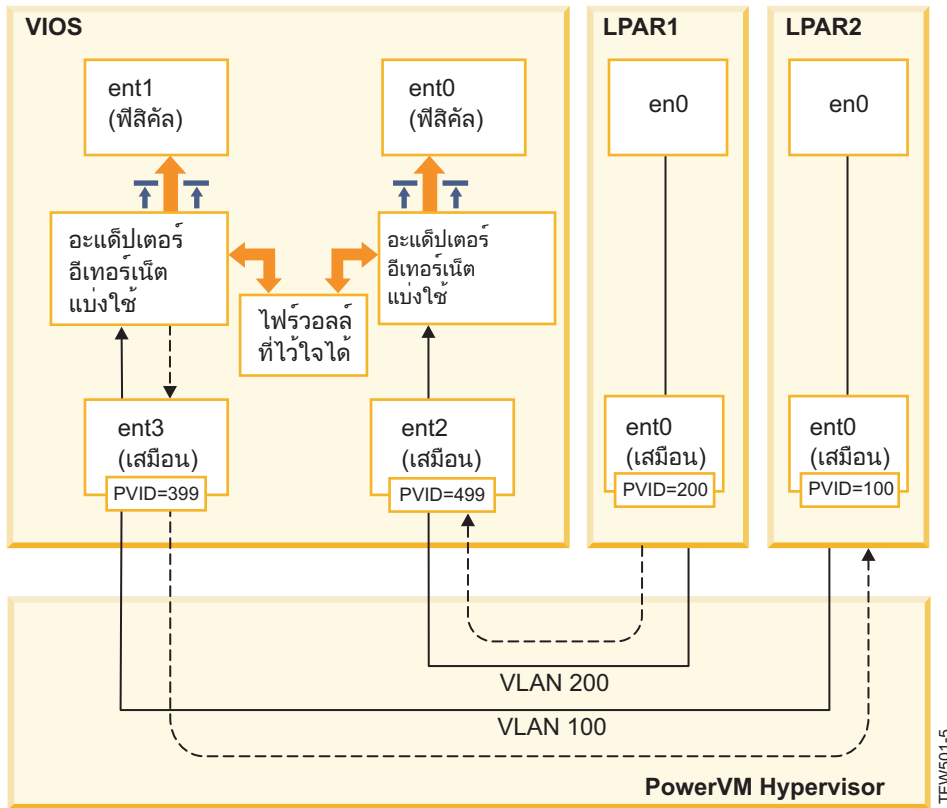 VIOS
ent1
(ฟิสิคัล)
ent0
(ฟิสิคัล)
อะแด็ปเตอร์
อีเทอร์เน็ต
แบ่งใช้
อะแด็ปเตอร์
อีเทอร์เน็ต
แบ่งใช้
ไฟร์วอลล์
ที่ไว้ใจได้
ent3
(เสมือน)
PVID=399
ent2
(เสมือน)
PVID=499
LPAR1
en0
ent0
(เสมือน)
PVID=200
LPAR2
en0
ent0
(เสมือน)
PVID=100
VLAN 200
VLAN 100
PowerVM Hypervisor
TEW501-5